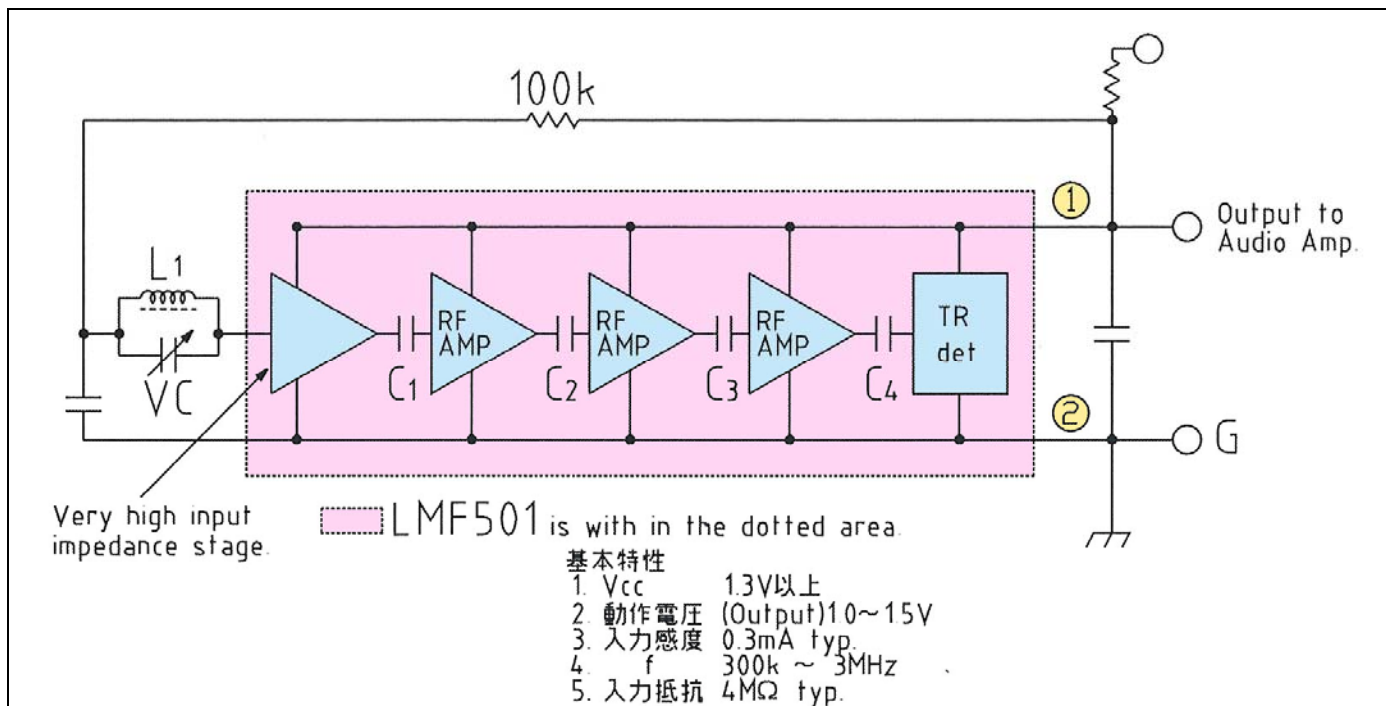 100k
①
Output to
Audio Amp.
L1
VC
RF
AMP
RF
AMP
RF
AMP
TR
det
C1
C2
C3
C4
②
G
Very high input
impedance stage.
LMF501 is with in the dotted area.
基本特性
1. Vcc 1.3V以上
2. 動作電圧 (Output)1.0～1.5V
3. 入力感度 0.3mA typ.
4. f 300k ～ 3MHz
5. 入力抵抗 4MΩ typ.